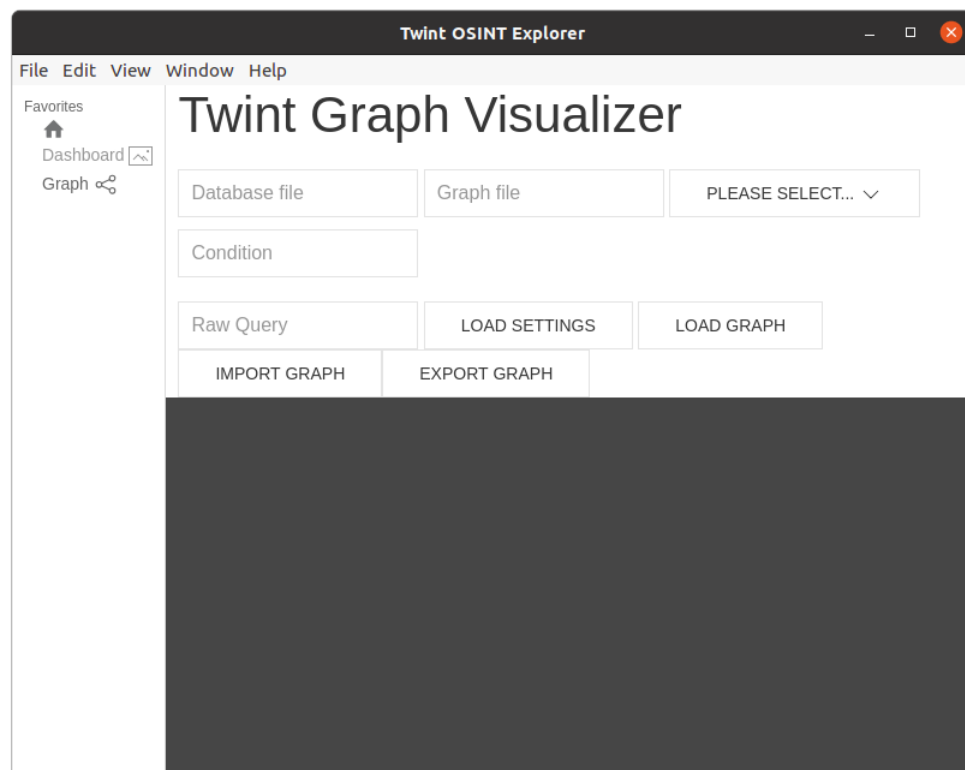 Twint OSINT Explorer
File Edit View Window Help
Favorites
Dashboard
Graph
Twint Graph Visualizer
Database file Graph file PLEASE SELECT...
Condition
Raw Query LOAD SETTINGS LOAD GRAPH
IMPORT GRAPH EXPORT GRAPH